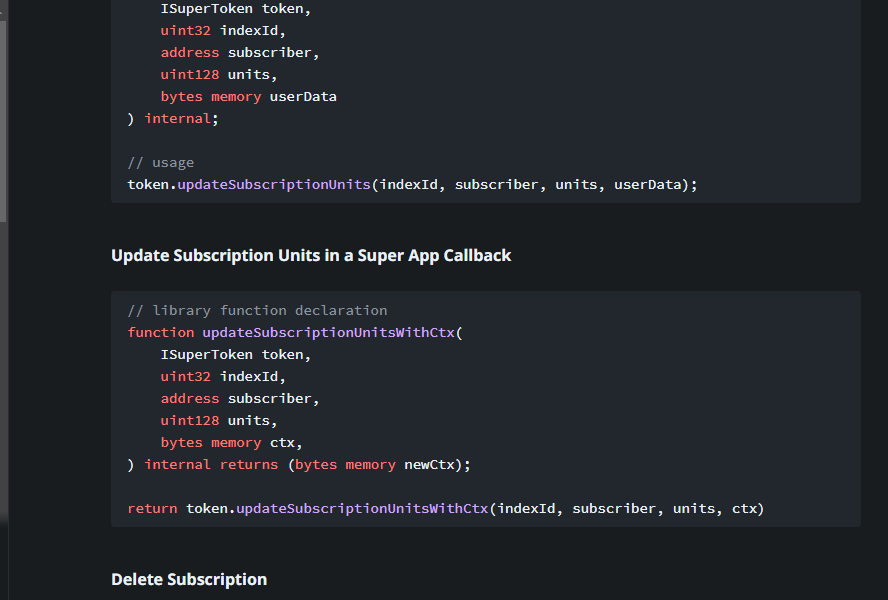 ISuperToken token,
uint32 indexId,
address subscriber,
uint128 units,
bytes memory userData
) internal;
// usage
token.updateSubscriptionUnits(indexId, subscriber, units, userData);
Update Subscription Units in a Super App Callback
// library function declaration
function updateSubscriptionUnitsWithCtx(
ISuperToken token,
uint32 indexId,
address subscriber,
uint128 units,
bytes memory ctx,
) internal returns (bytes memory newCtx);
return token.updateSubscriptionUnitsWithCtx(indexId, subscriber, units, ctx)
Delete Subscription